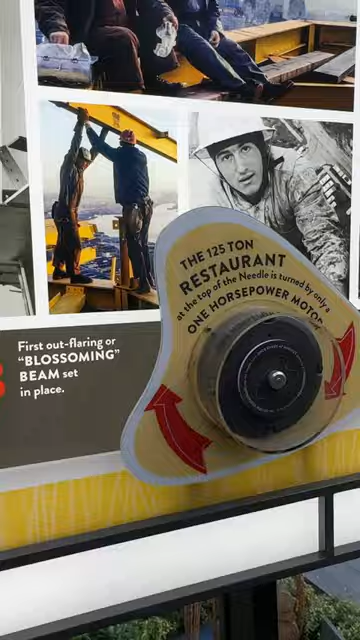 THE 125 TON
RESTAURANT
at the top of the Needle is turned by only a
ONE HORSEPOWER MOTOR
First out-flaring or
"BLOSSOMING"
BEAM set
in place.